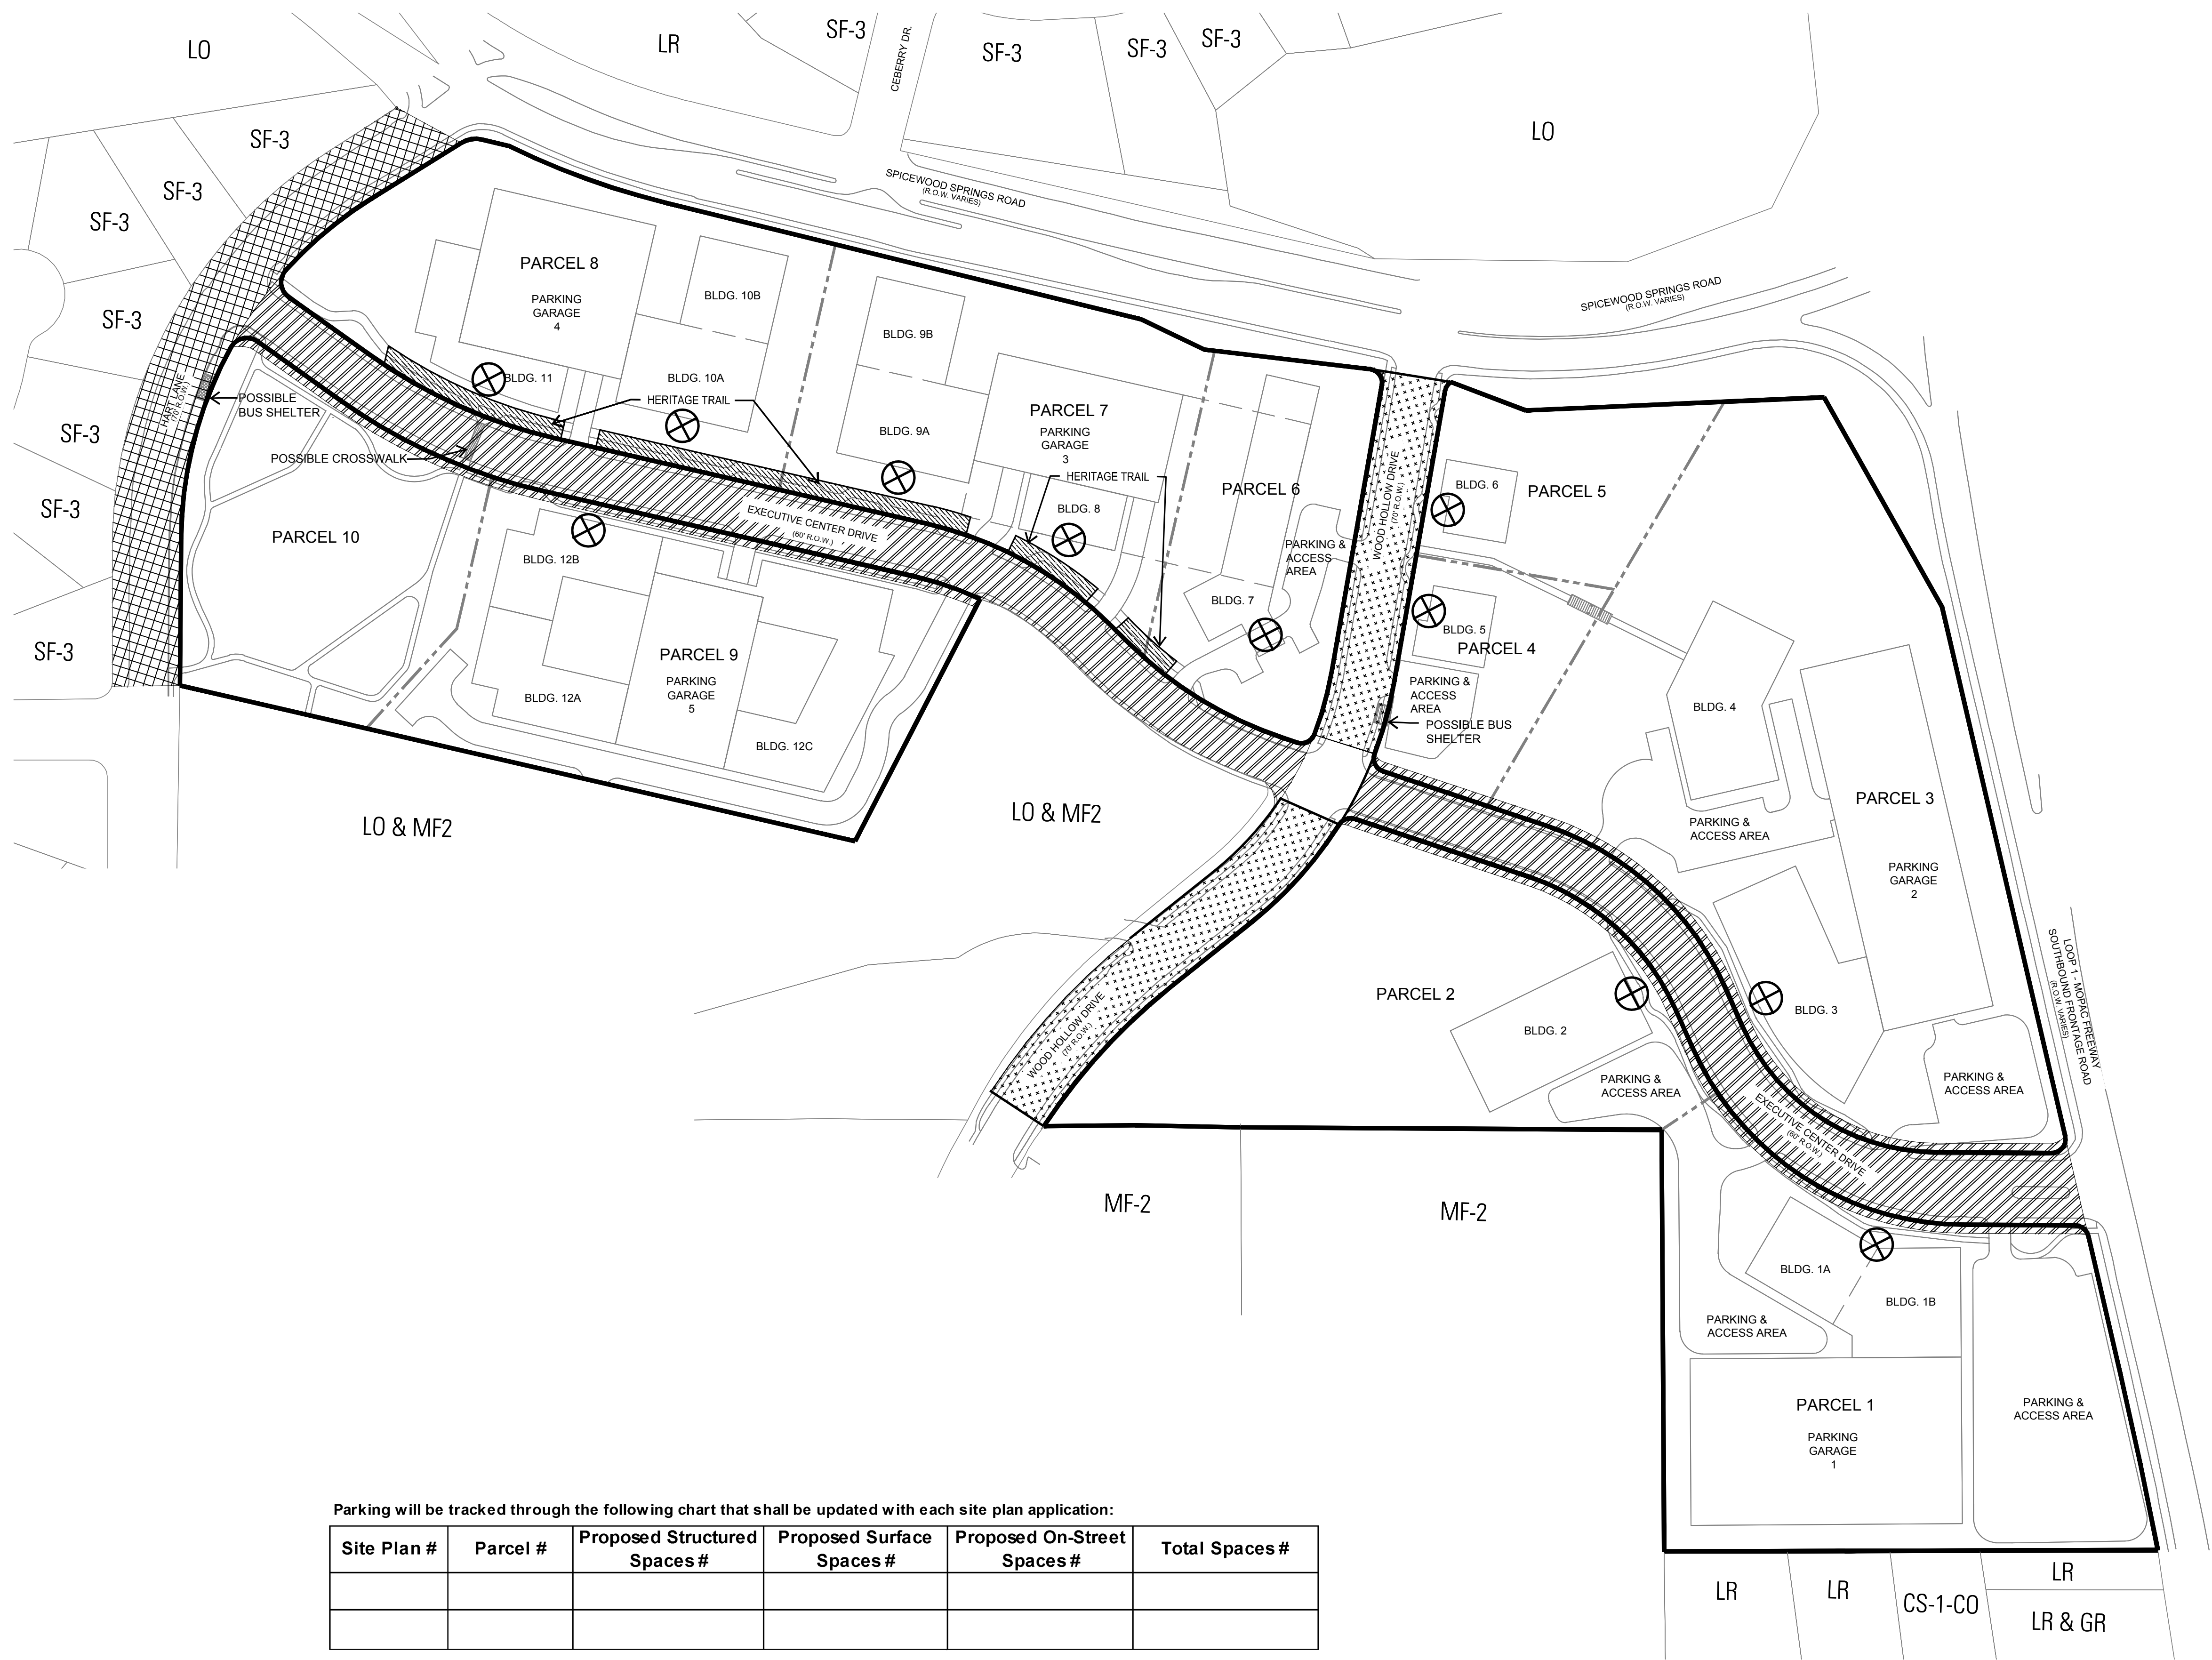 LO
LR
SF-3
CEBERRY DR.
SF-3
SF-3
SF-3
LO
SF-3
SF-3
SF-3
SF-3
SF-3
SF-3
SF-3
SPICEWOOD SPRINGS ROAD
(R.O.W. VARIES)
SPICEWOOD SPRINGS ROAD
(R.O.W. VARIES)
PARCEL 8
PARKING
GARAGE
4
BLDG. 10B
BLDG. 11
BLDG. 10A
HERITAGE TRAIL
BLDG. 9B
BLDG. 9A
PARCEL 7
PARKING
GARAGE
3
HERITAGE TRAIL
BLDG. 8
PARCEL 6
PARKING &
ACCESS
AREA
BLDG. 7
HART LANE
(70' R.O.W.)
POSSIBLE
BUS SHELTER
POSSIBLE CROSSWALK
EXECUTIVE CENTER DRIVE
(60' R.O.W.)
PARCEL 10
BLDG. 12B
PARCEL 9
PARKING
GARAGE
5
BLDG. 12A
BLDG. 12C
WOOD HOLLOW DRIVE
(70' R.O.W.)
BLDG. 6
PARCEL 5
BLDG. 5
PARCEL 4
PARKING &
ACCESS
AREA
POSSIBLE BUS
SHELTER
BLDG. 4
PARKING &
ACCESS AREA
PARCEL 3
PARKING
GARAGE
2
LO & MF2
LO & MF2
LOOP 1 - MOPAC FREEWAY
SOUTHBOUND FRONTAGE ROAD
(R.O.W. VARIES)
PARCEL 2
BLDG. 2
BLDG. 3
PARKING &
ACCESS AREA
PARKING &
ACCESS AREA
WOOD HOLLOW DRIVE
(70' R.O.W.)
EXECUTIVE CENTER DRIVE
(60' R.O.W.)
MF-2
MF-2
BLDG. 1A
BLDG. 1B
PARKING &
ACCESS AREA
PARCEL 1
PARKING
GARAGE
1
PARKING &
ACCESS AREA
LR
LR
CS-1-CO
LR
LR & GR
Parking will be tracked through the following chart that shall be updated with each site plan application:
Site Plan # Parcel # Proposed Structured Spaces # Proposed Surface Spaces # Proposed On-Street Spaces # Total Spaces #